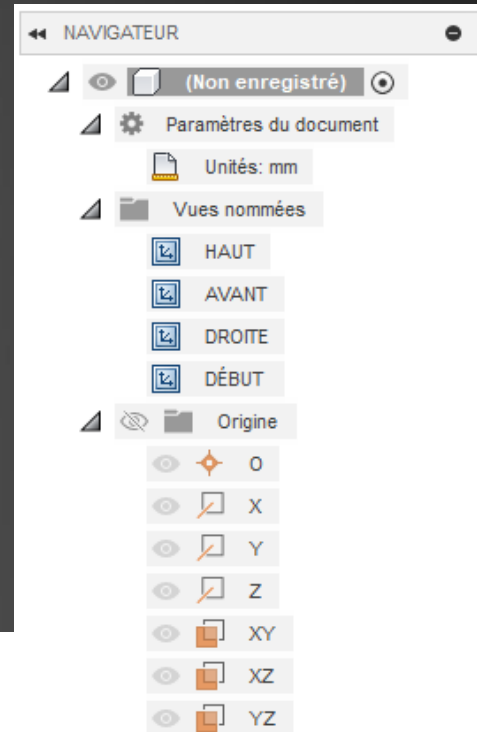 NAVIGATEUR
(Non enregistré)
Paramètres du document
Unités: mm
Vues nommées
HAUT
AVANT
DROITE
DÉBUT
Origine
O
X
Y
Z
XY
XZ
YZ